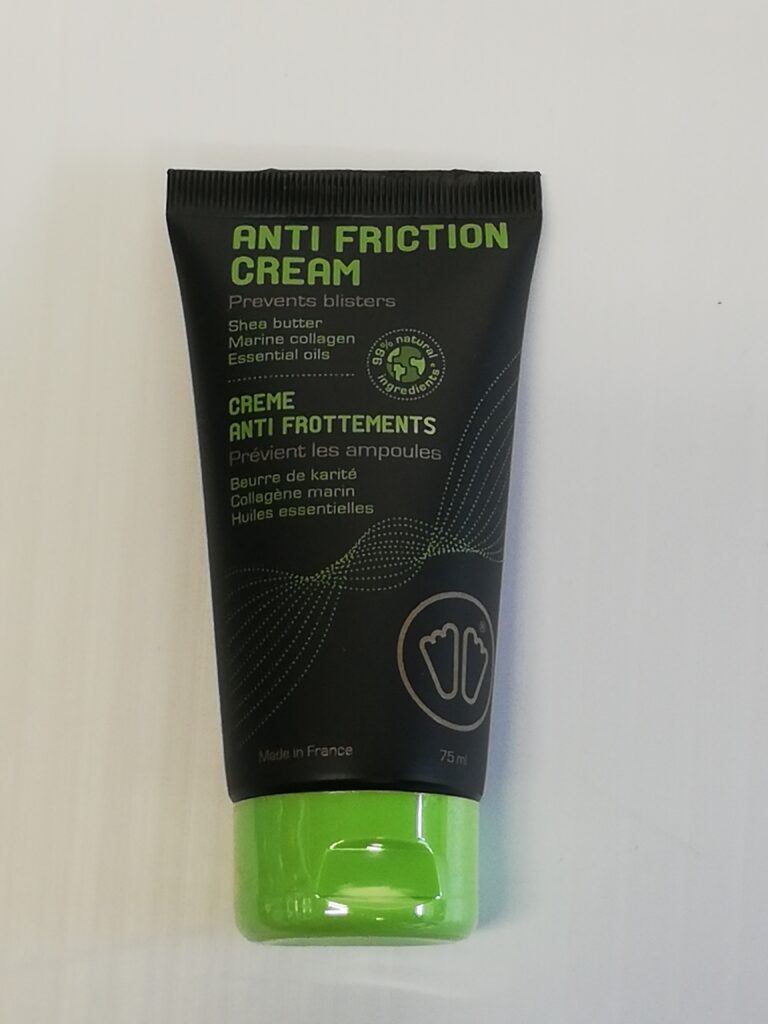 ANTI FRICTION
CREAM
Prevents blisters
Shea butter
Marine collagen
Essential oils
99% natural
ingredients
CREME
ANTI FROTTEMENTS
Prévient les ampoules
Beurre de karité
Collagène marin
Huiles essentielles
®
Made in France
75 ml